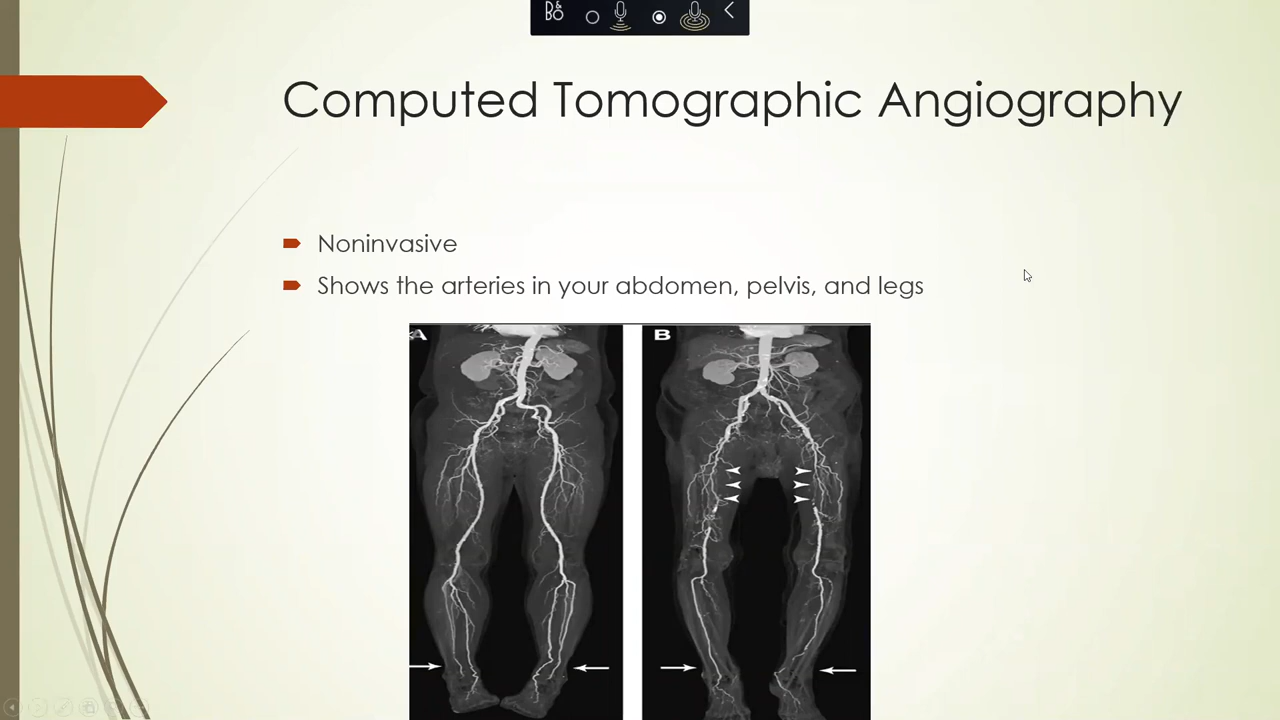 B&O
Computed Tomographic Angiography
Noninvasive
Shows the arteries in your abdomen, pelvis, and legs
A
B